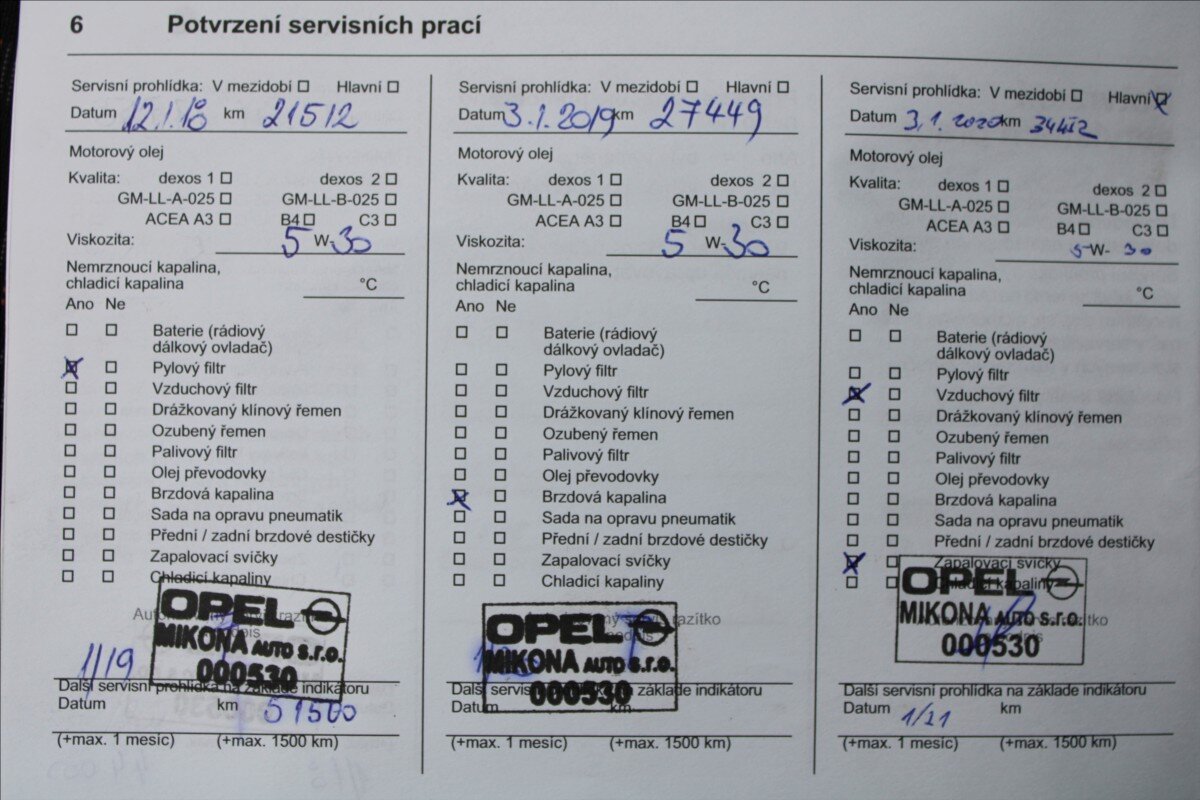 6 Potvrzení servisních prací
Servisní prohlídka: V mezidobí Hlavní
Datum 12.1.18 km 21512
Motorový olej
Kvalita: dexos 1 dexos 2
GM-LL-A-025 GM-LL-B-025
ACEA A3 B4 C3
Viskozita: 5 W-30
Nemrznoucí kapalina,
chladicí kapalina °C
Ano Ne
Baterie (rádiový
dálkový ovladač)
Pylový filtr
Vzduchový filtr
Drážkovaný klínový řemen
Ozubený řemen
Palivový filtr
Olej převodovky
Brzdová kapalina
Sada na opravu pneumatik
Přední / zadní brzdové destičky
Zapalovací svíčky
Chladicí kapaliny
OPEL
MIKONA AUTO s.r.o.
000530
1/19
Další servisní prohlídka na základě indikátoru
Datum km 51500
(+max. 1 mesic) (+max. 1500 km)
Servisní prohlídka: V mezidobí Hlavní
Datum 3.1.2019 km 27449
Motorový olej
Kvalita: dexos 1 dexos 2
GM-LL-A-025 GM-LL-B-025
ACEA A3 B4 C3
Viskozita: 5 W-30
Nemrznoucí kapalina,
chladicí kapalina °C
Ano Ne
Baterie (rádiový
dálkový ovladač)
Pylový filtr
Vzduchový filtr
Drážkovaný klínový řemen
Ozubený řemen
Palivový filtr
Olej převodovky
Brzdová kapalina
Sada na opravu pneumatik
Přední / zadní brzdové destičky
Zapalovací svíčky
Chladicí kapaliny
OPEL razítko
MIKONA AUTO s.r.o.
000530
Další servisní prohlídka na základě indikátoru
Datum km
(+max. 1 mesic) (+max. 1500 km)
Servisní prohlídka: V mezidobí Hlavní
Datum 3.1.2020 km
Motorový olej
Kvalita: dexos 1 dexos 2
GM-LL-A-025 GM-LL-B-025
ACEA A3 B4 C3
Viskozita: 5 W- 30
Nemrznoucí kapalina,
chladicí kapalina °C
Ano Ne
Baterie (rádiový
dálkový ovladač)
Pylový filtr
Vzduchový filtr
Drážkovaný klínový řemen
Ozubený řemen
Palivový filtr
Olej převodovky
Brzdová kapalina
Sada na opravu pneumatik
Přední / zadní brzdové destičky
Zapalovací svíčky
Chladicí kapaliny
OPEL
MIKONA AUTO s.r.o. razítko
000530
Další servisní prohlídka na základě indikátoru
Datum 1/21 km
(+max. 1 mesic) (+max. 1500 km)